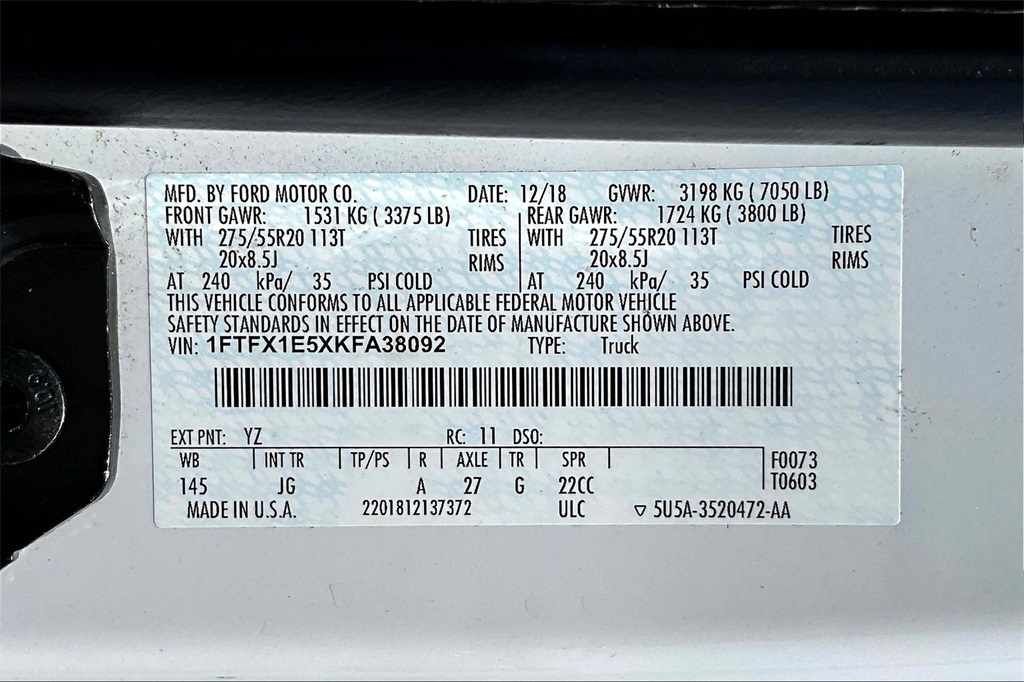 MFD. BY FORD MOTOR CO. DATE: 12/18 GVWR: 3198 KG ( 7050 LB)
FRONT GAWR: 1531 KG ( 3375 LB) REAR GAWR: 1724 KG ( 3800 LB)
WITH 275/55R20 113T TIRES WITH 275/55R20 113T TIRES
20x8.5J RIMS 20x8.5J RIMS
AT 240 kPa/ 35 PSI COLD AT 240 kPa/ 35 PSI COLD
THIS VEHICLE CONFORMS TO ALL APPLICABLE FEDERAL MOTOR VEHICLE
SAFETY STANDARDS IN EFFECT ON THE DATE OF MANUFACTURE SHOWN ABOVE.
VIN: 1FTFX1E5XKFA38092 TYPE: Truck
EXT PNT: YZ RC: 11 DSO:
WB INT TR TP/PS R AXLE TR SPR F0073
145 JG A 27 G 22CC T0603
MADE IN U.S.A. 2201812137372 ULC ▽ 5U5A-3520472-AA